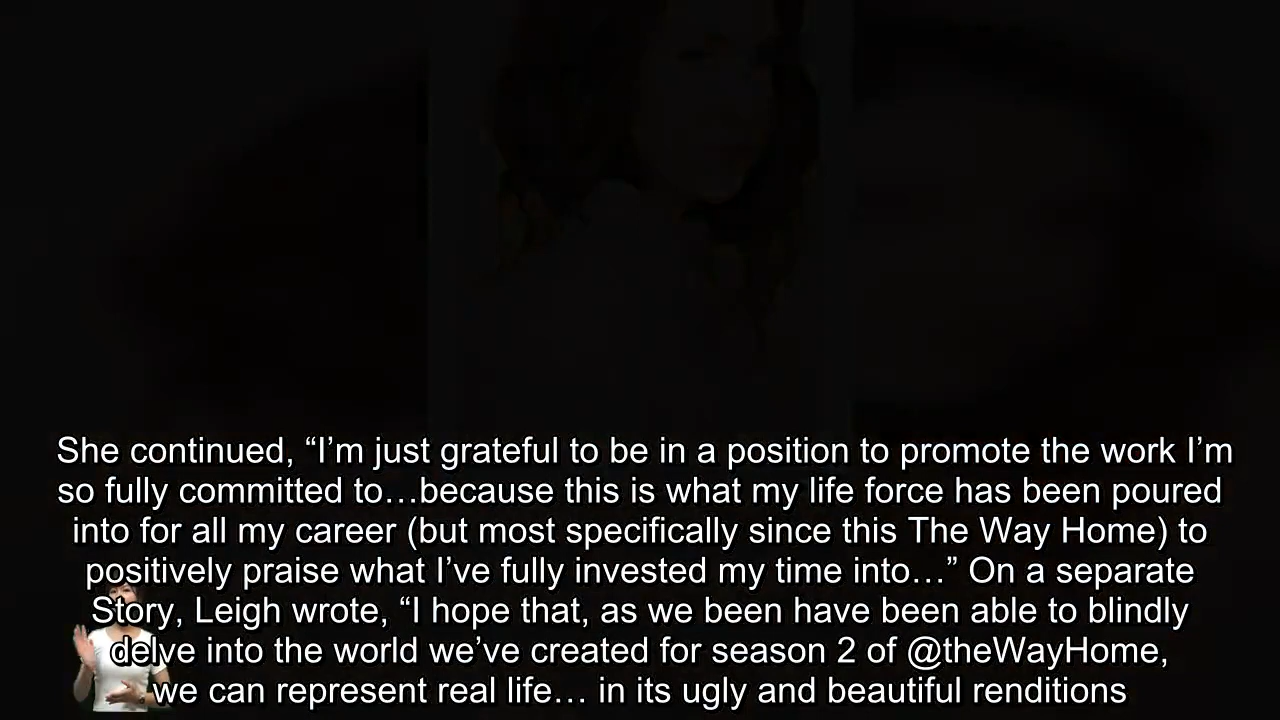 She continued, “I’m just grateful to be in a position to promote the work I’m
so fully committed to…because this is what my life force has been poured
into for all my career (but most specifically since this The Way Home) to
positively praise what I’ve fully invested my time into…” On a separate
Story, Leigh wrote, “I hope that, as we been have been able to blindly
delve into the world we’ve created for season 2 of @theWayHome,
we can represent real life… in its ugly and beautiful renditions